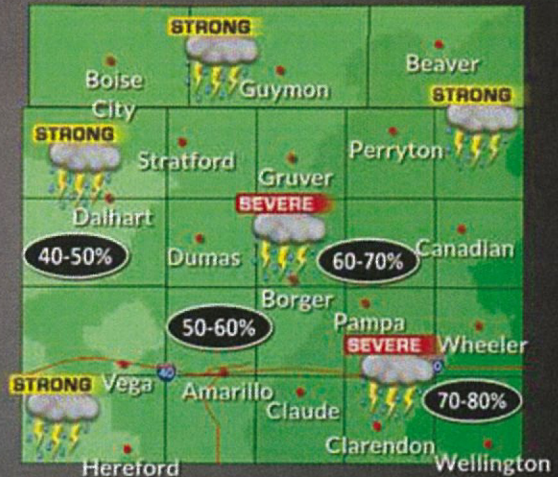 STRONG
Beaver
Boise
City
Guymon
STRONG
STRONG
Stratford
Perryton
Gruver
Dalhart
SEVERE
40-50%
Dumas
60-70%
Canadian
Borger
50-60%
Pampa
SEVERE
Wheeler
STRONG
Vega
40
Amarillo
Claude
70-80%
Clarendon
Hereford
Wellington